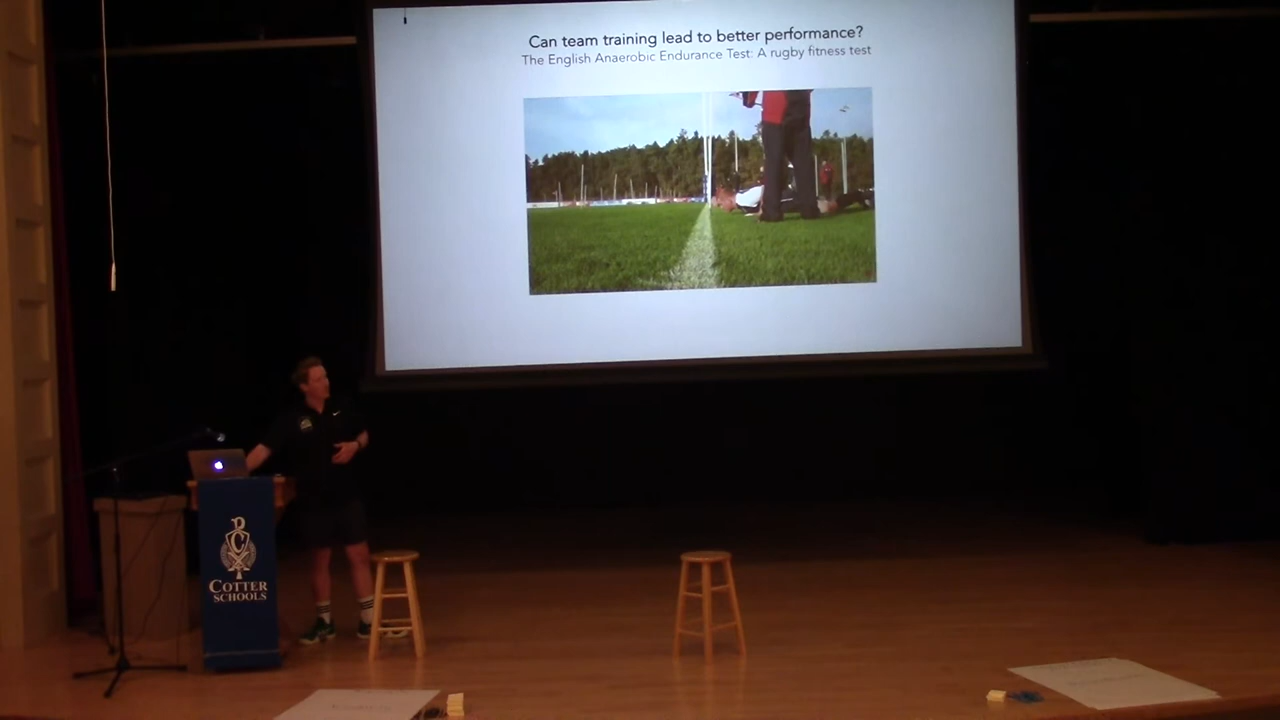 Can team training lead to better performance?
The English Anaerobic Endurance Test: A rugby fitness test
COTTER
SCHOOLS